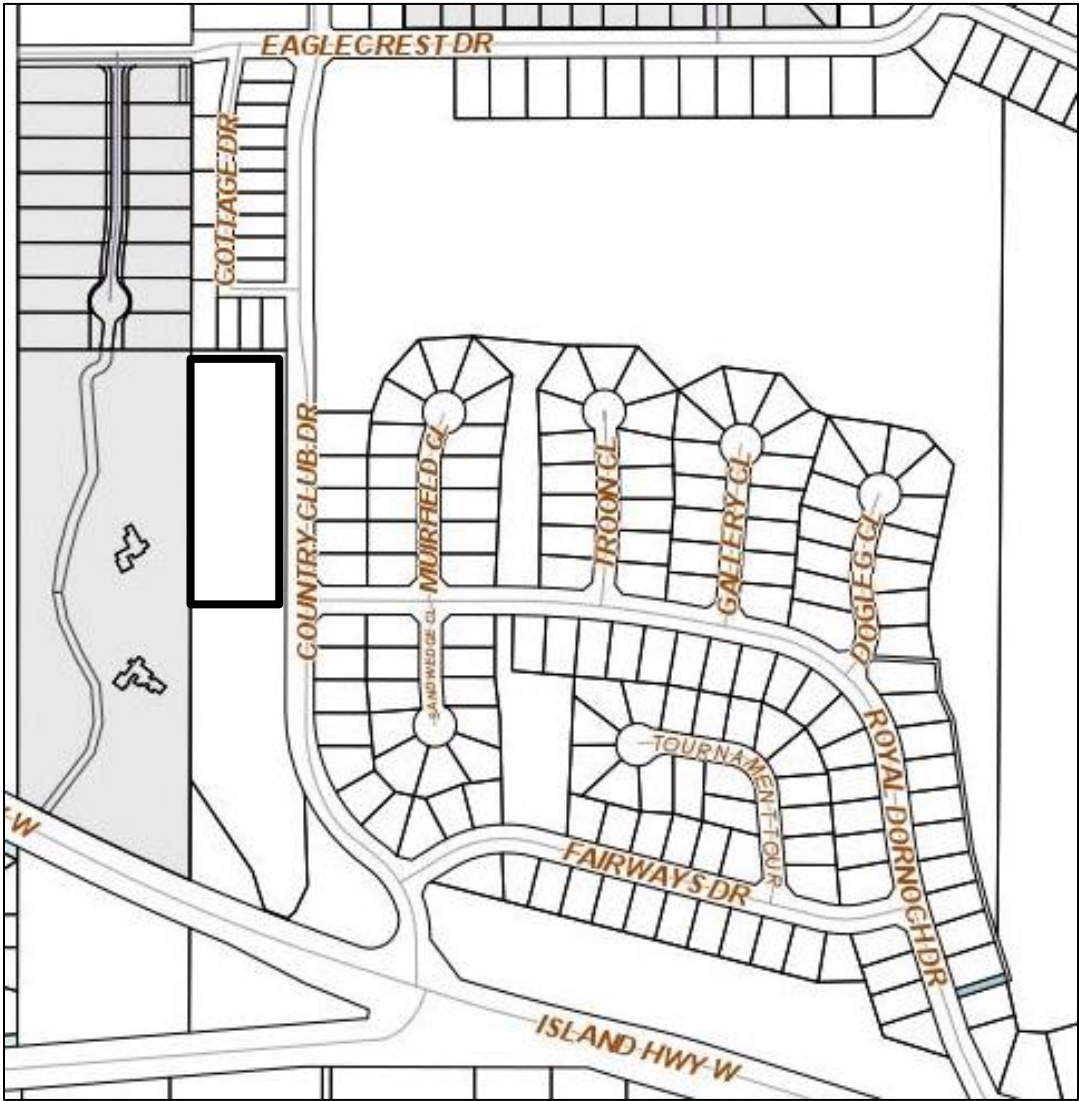 EAGLECREST DR
COTTAGE DR
COUNTRY CLUB DR
MUIRFIELD CL
TROON CL
GALLERY CL
DOGLEG CL
SANDWEDGE CL
TOURNAMENT TOUR
ROYAL DORNOCH DR
FAIRWAYS DR
W
ISLAND HWY W